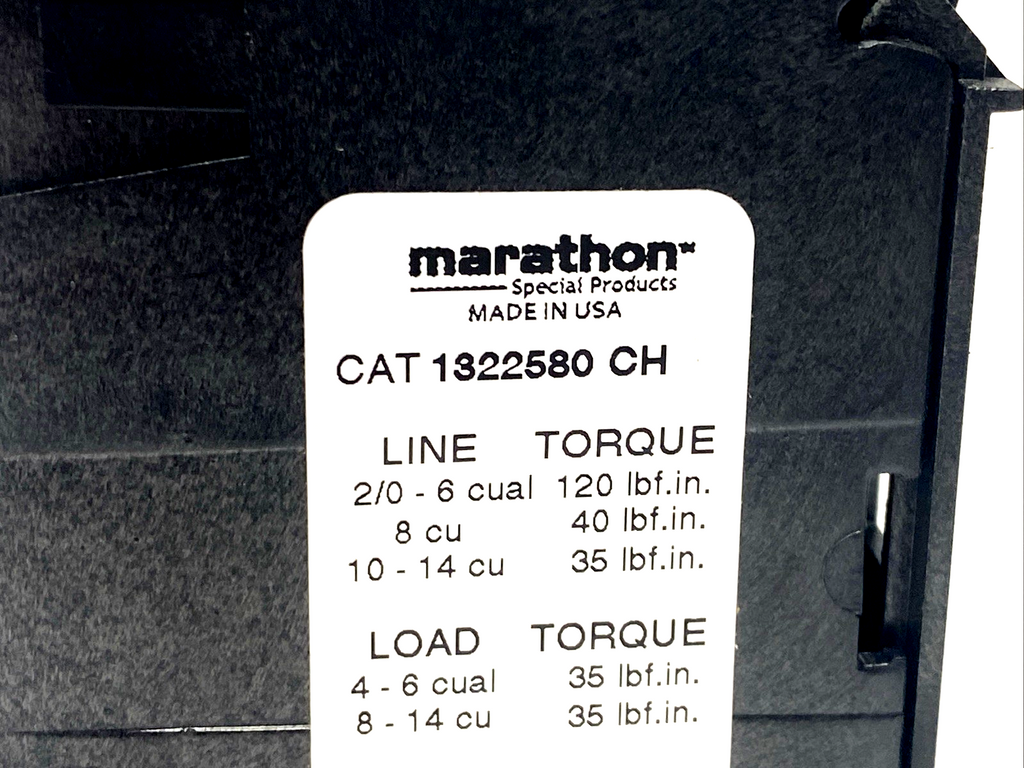 marathon™
Special Products
MADE IN USA
CAT 1322580 CH
LINE TORQUE
2/0 - 6 cual 120 lbf.in.
8 cu 40 lbf.in.
10 - 14 cu 35 lbf.in.
LOAD TORQUE
4 - 6 cual 35 lbf.in.
8 - 14 cu 35 lbf.in.